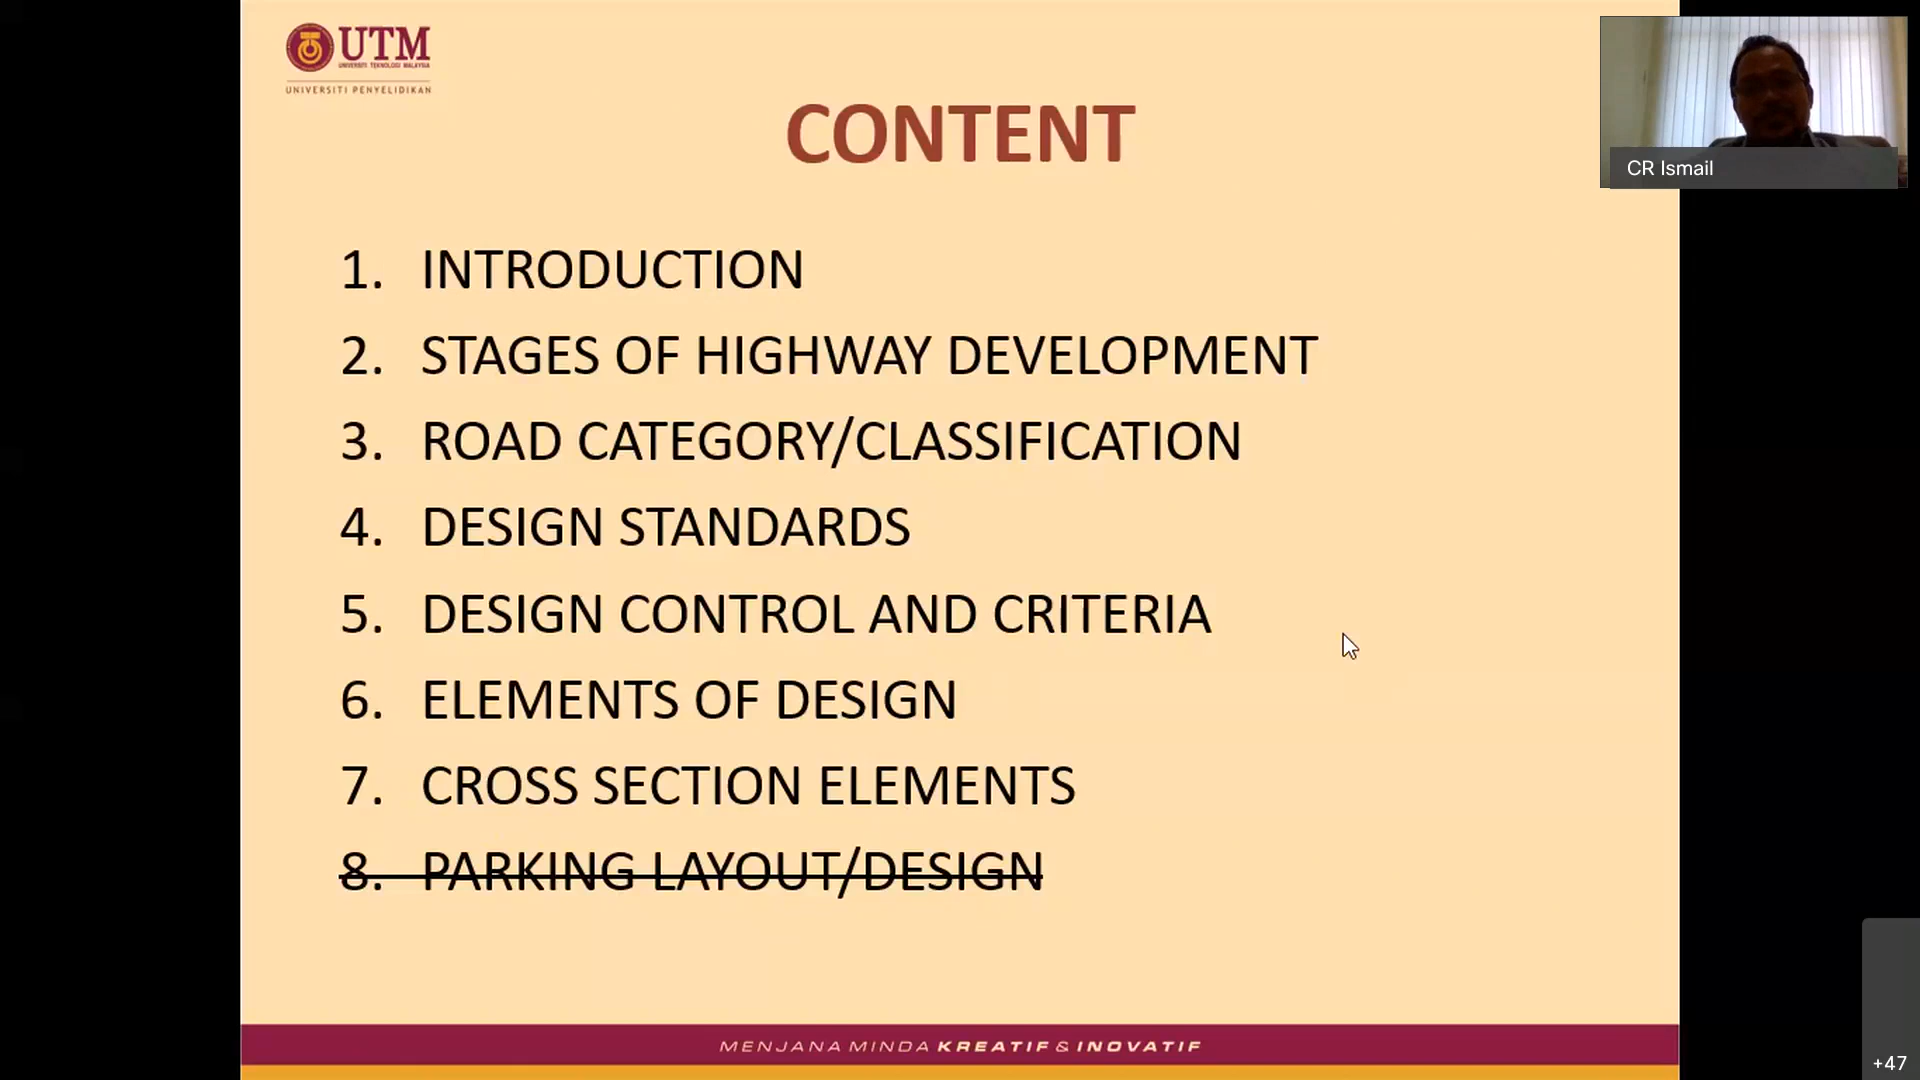 UTM
UNIVERSITI TEKNOLOGI MALAYSIA
UNIVERSITI PENYELIDIKAN
CONTENT
CR Ismail
1. INTRODUCTION
2. STAGES OF HIGHWAY DEVELOPMENT
3. ROAD CATEGORY/CLASSIFICATION
4. DESIGN STANDARDS
5. DESIGN CONTROL AND CRITERIA
6. ELEMENTS OF DESIGN
7. CROSS SECTION ELEMENTS
8. PARKING LAYOUT/DESIGN
MENJANA MINDA KREATIF & INOVATIF
+47